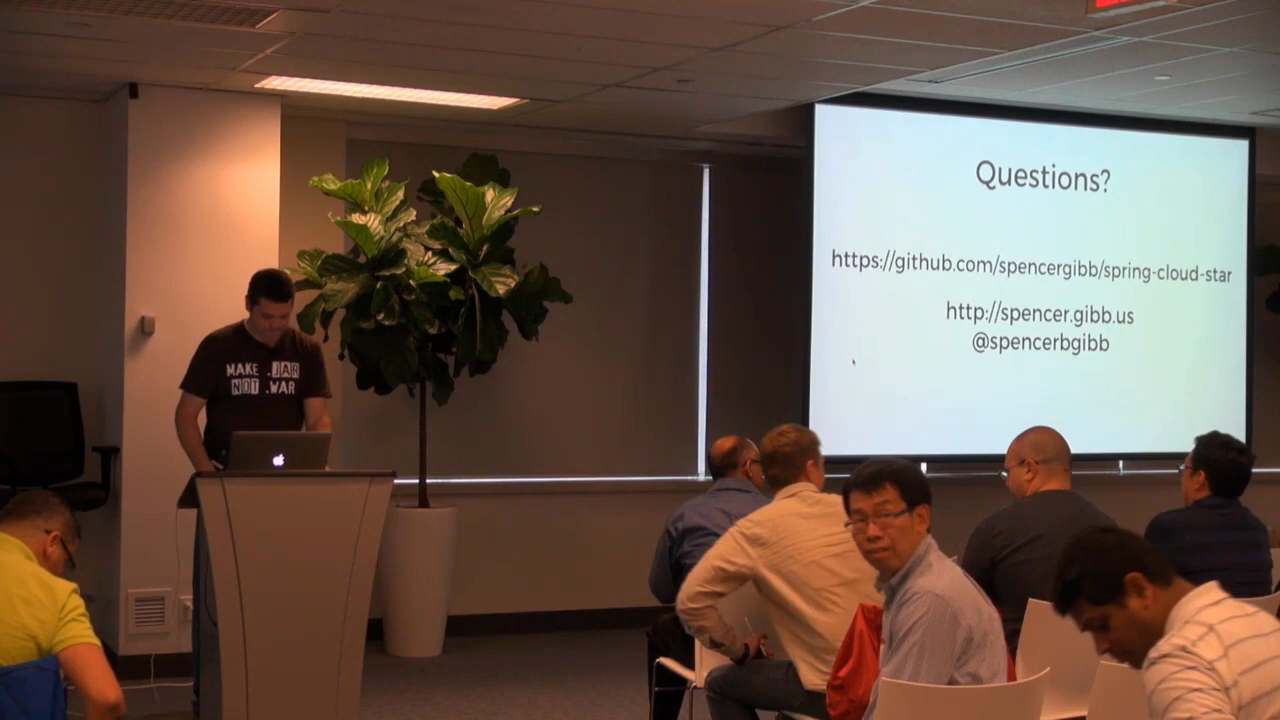 MAKE .JAR
NOT .WAR
Questions?
https://github.com/spencergibb/spring-cloud-star
http://spencer.gibb.us
@spencerbgibb